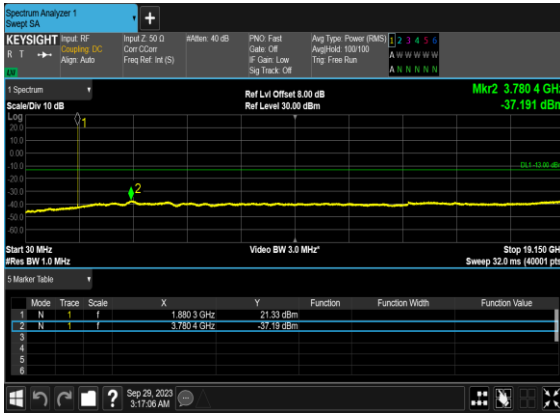 Spectrum Analyzer 1
Swept SA
+
KEYSIGHT Input: RF Input Z: 50 Ω #Atten: 40 dB PNO: Fast Avg Type: Power (RMS) 1 2 3 4 5 6
R T Coupling: DC Corr CCorr Gate: Off Avg|Hold: 100/100 A W W W W W
Align: Auto Freq Ref: Int (S) IF Gain: Low Trig: Free Run
Sig Track: Off A N N N N N
1 Spectrum
Ref Lvl Offset 8.00 dB Mkr2 3.780 4 GHz
Scale/Div 10 dB Ref Level 30.00 dBm -37.191 dBm
Log
20.0
10.0
0.00
-10.0
-20.0
-30.0
-40.0
-50.0
-60.0
1
2
DL1 -13.00 dBm
Start 30 MHz Video BW 3.0 MHz* Stop 19.150 GH
#Res BW 1.0 MHz Sweep 32.0 ms (40001 pts
5 Marker Table
Mode Trace Scale X Y Function Function Width Function Value
1 N 1 f 1.880 3 GHz 21.33 dBm
2 N 1 f 3.780 4 GHz -37.19 dBm
3
4
5
6
? Sep 29, 2023
3:17:06 AM